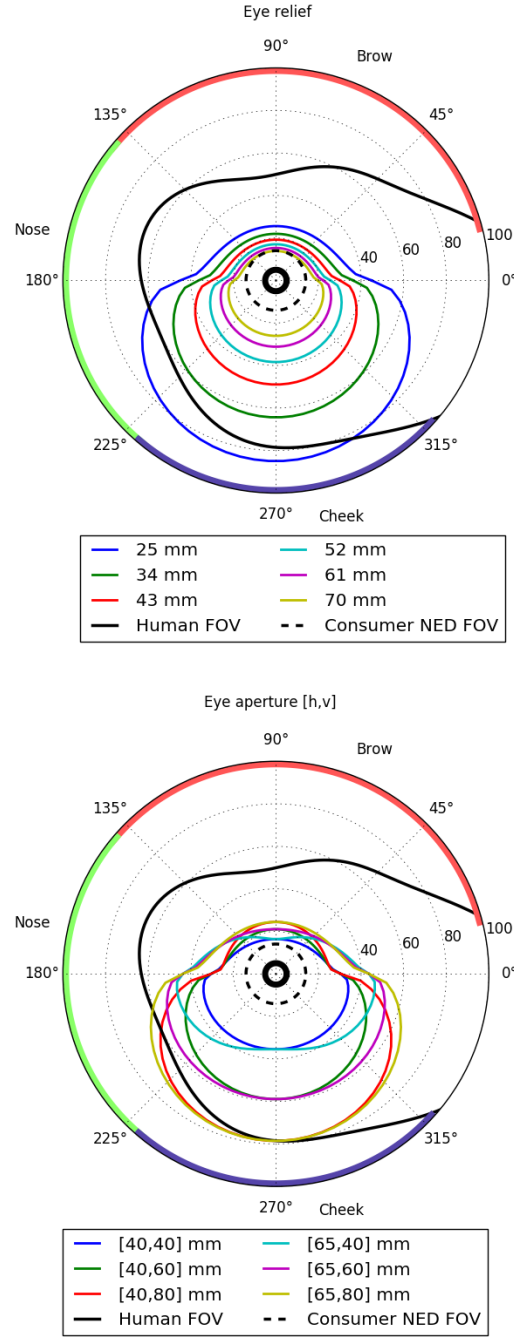 Eye relief
90°
Brow
135°
45°
Nose
100
40
60
80
180°
0°
225°
315°
270°
Cheek
25 mm
52 mm
34 mm
61 mm
43 mm
70 mm
Human FOV
Consumer NED FOV
Eye aperture [h,v]
90°
Brow
135°
45°
Nose
100
40
60
80
180°
0°
225°
315°
270°
Cheek
[40,40] mm
[65,40] mm
[40,60] mm
[65,60] mm
[40,80] mm
[65,80] mm
Human FOV
Consumer NED FOV